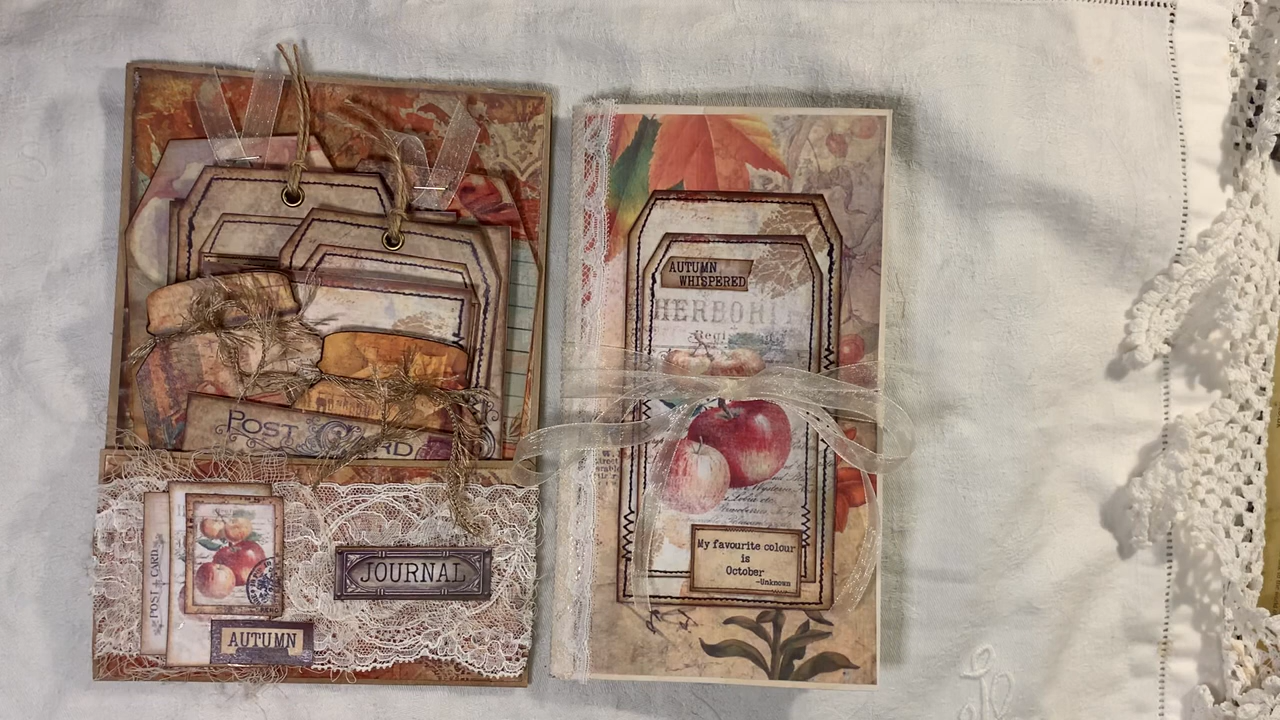 POST CARD
POST CARD
JOURNAL
AUTUMN
AUTUMN
WHISPERED
HERBORI
My favourite colour
is
October
-Unknown